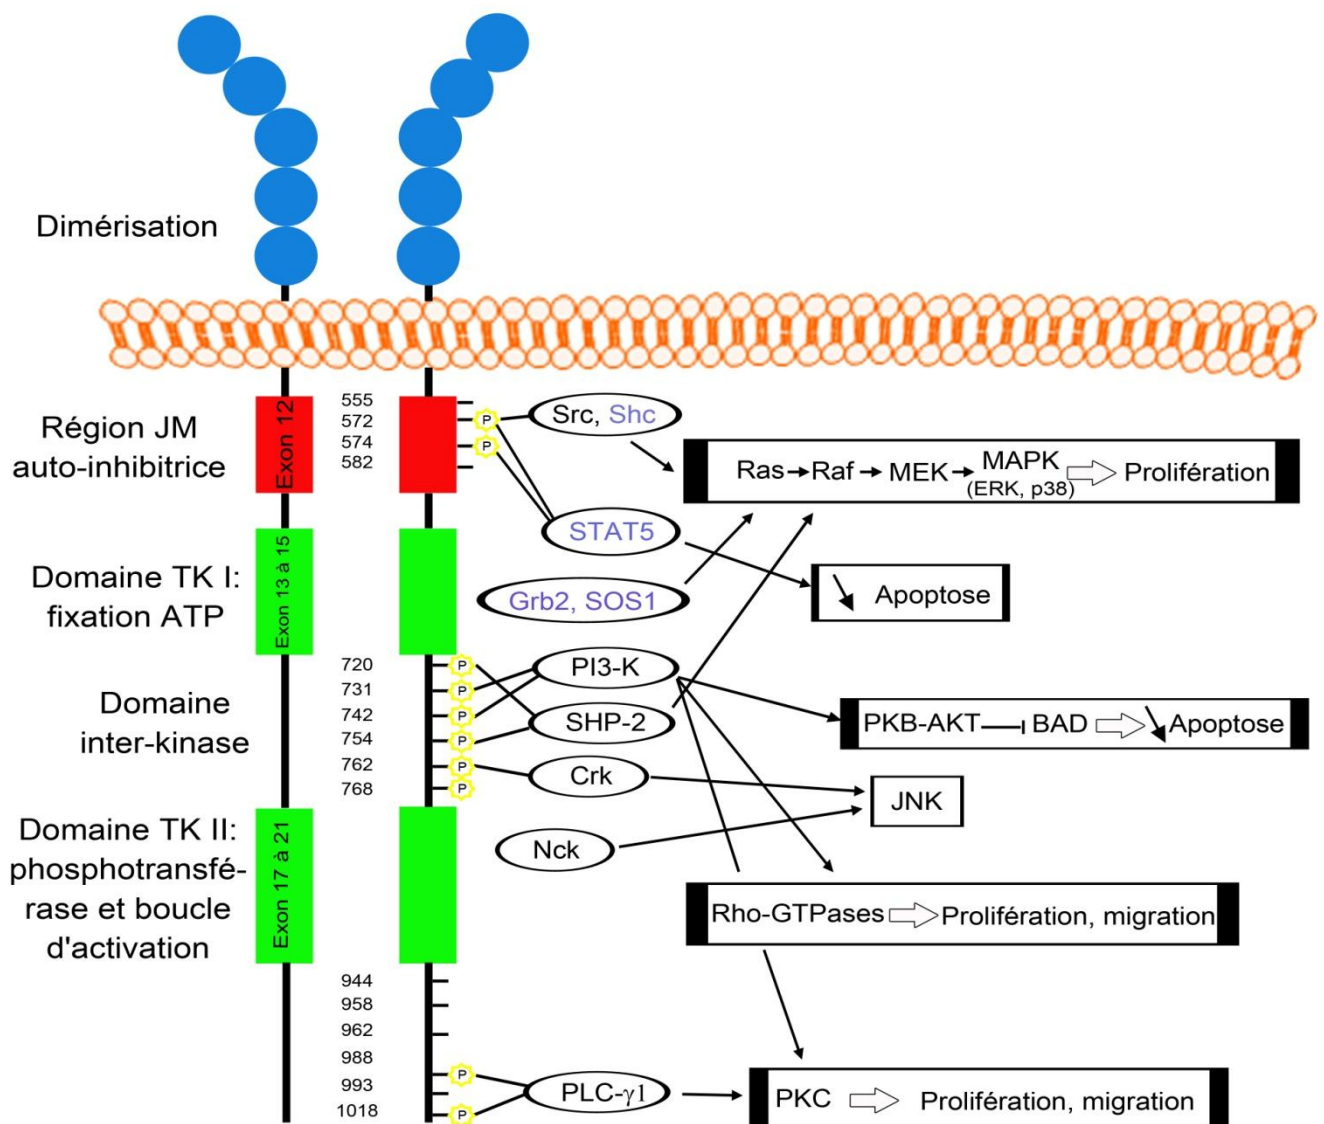 Dimérisation
Région JM
auto-inhibitrice
Exon 12
555
572
574
582
P
P
Src, Shc
Ras
Raf
MEK
MAPK
(ERK, p38)
Prolifération
STAT5
Domaine TK I:
fixation ATP
Exon 13 à 15
Grb2, SOS1
Apoptose
Domaine
inter-kinase
720
731
742
754
762
768
P
P
P
P
P
P
PI3-K
SHP-2
Crk
PKB-AKT
BAD
Apoptose
JNK
Domaine TK II:
phosphotransfé-
rase et boucle
d'activation
Exon 17 à 21
Nck
Rho-GTPases
Prolifération, migration
944
958
962
988
993
1018
P
P
PLC-γ1
PKC
Prolifération, migration